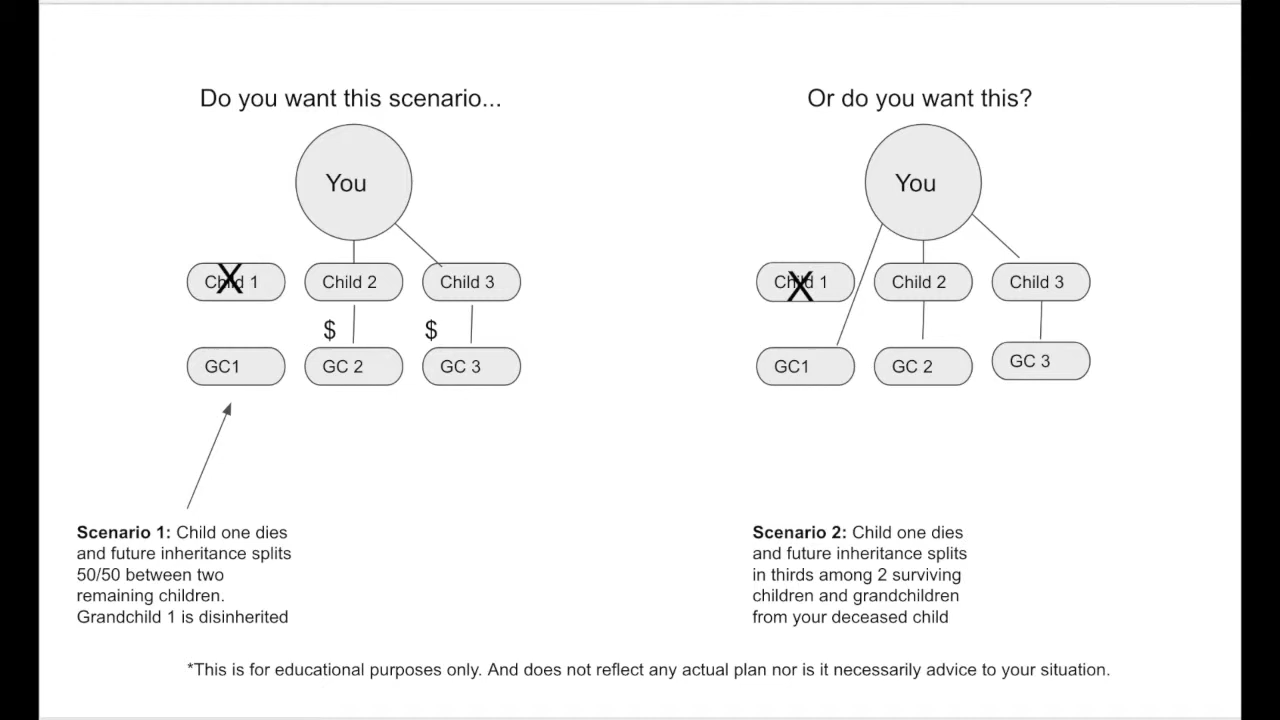 Do you want this scenario...
Or do you want this?
You
You
Child 1
X
Child 2
Child 3
Child 1
X
Child 2
Child 3
$
$
GC1
GC 2
GC 3
GC1
GC 2
GC 3
Scenario 1: Child one dies
and future inheritance splits
50/50 between two
remaining children.
Grandchild 1 is disinherited
Scenario 2: Child one dies
and future inheritance splits
in thirds among 2 surviving
children and grandchildren
from your deceased child
*This is for educational purposes only. And does not reflect any actual plan nor is it necessarily advice to your situation.